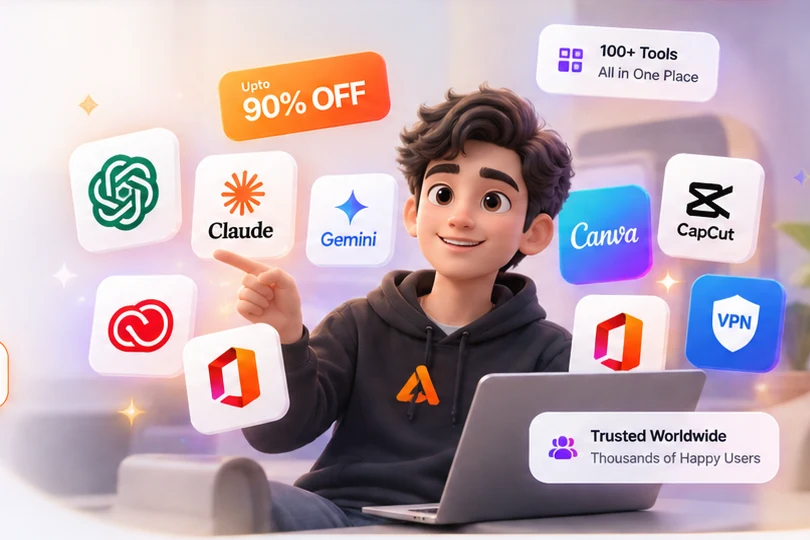 100+ Tools
All in One Place
Upto
90% OFF
Claude
Gemini
Canva
CapCut
VPN
Trusted Worldwide
Thousands of Happy Users